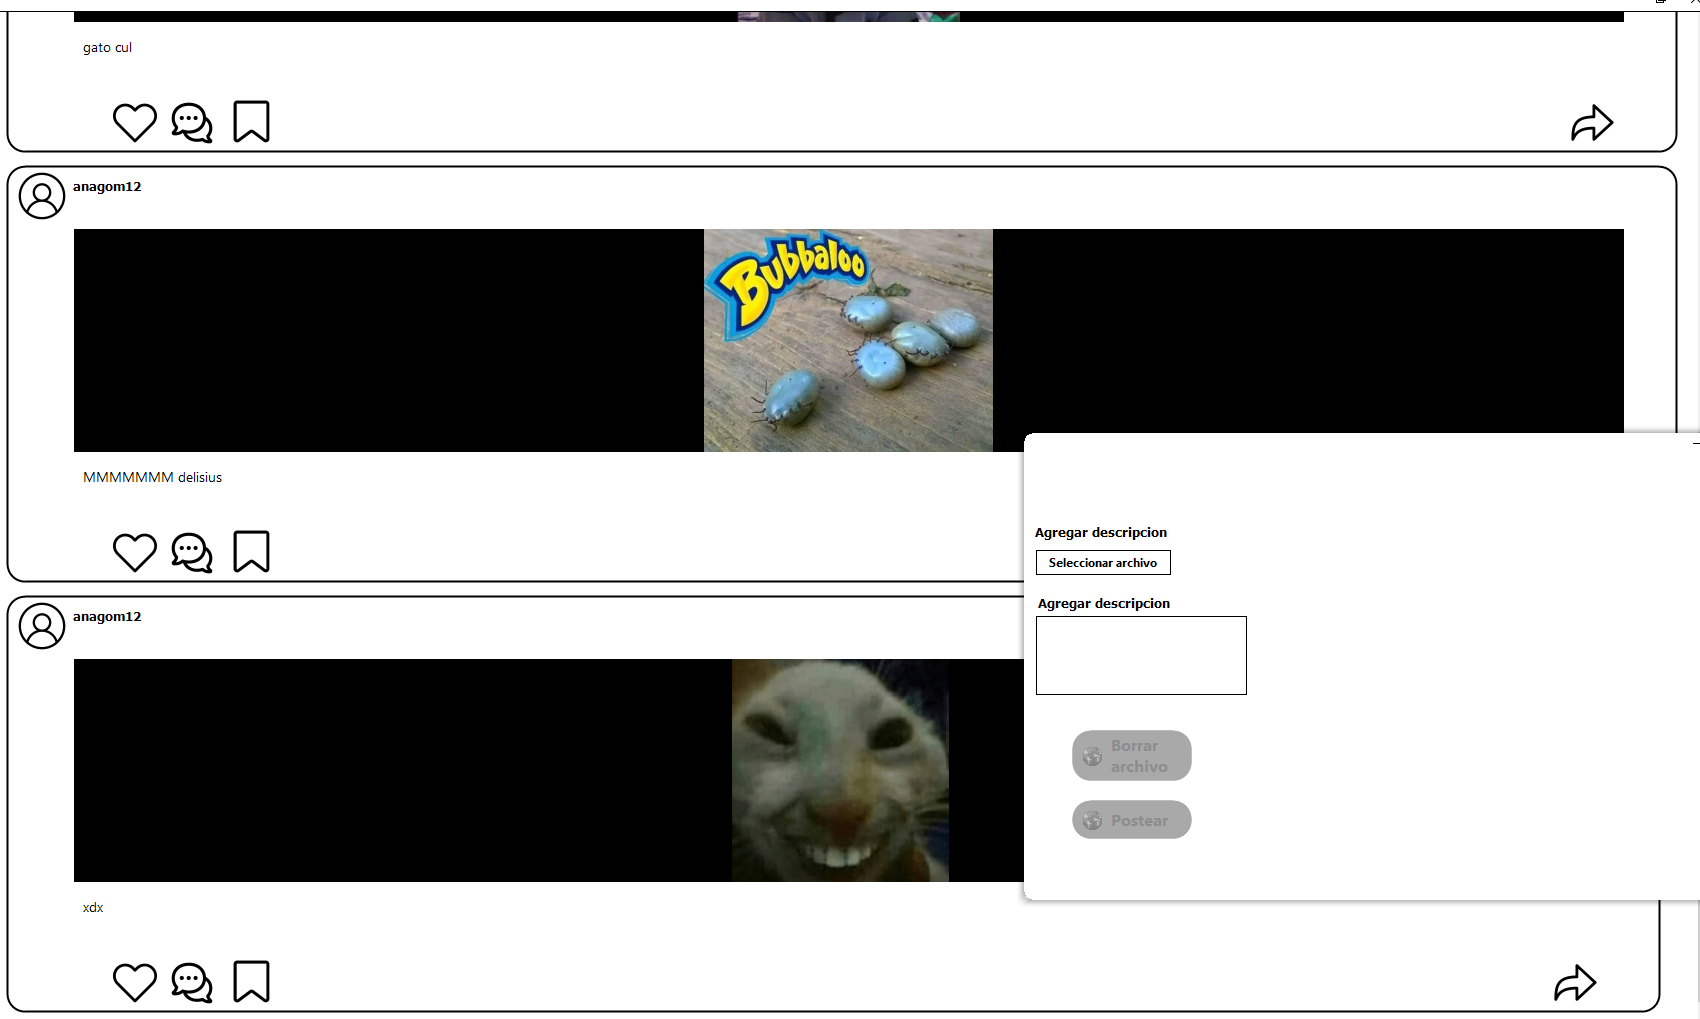 gato cul
anagom12
Bubbaloo
MMMMMMM delisius
Agregar descripcion
Seleccionar archivo
Agregar descripcion
Borrar
archivo
Postear
anagom12
xdx